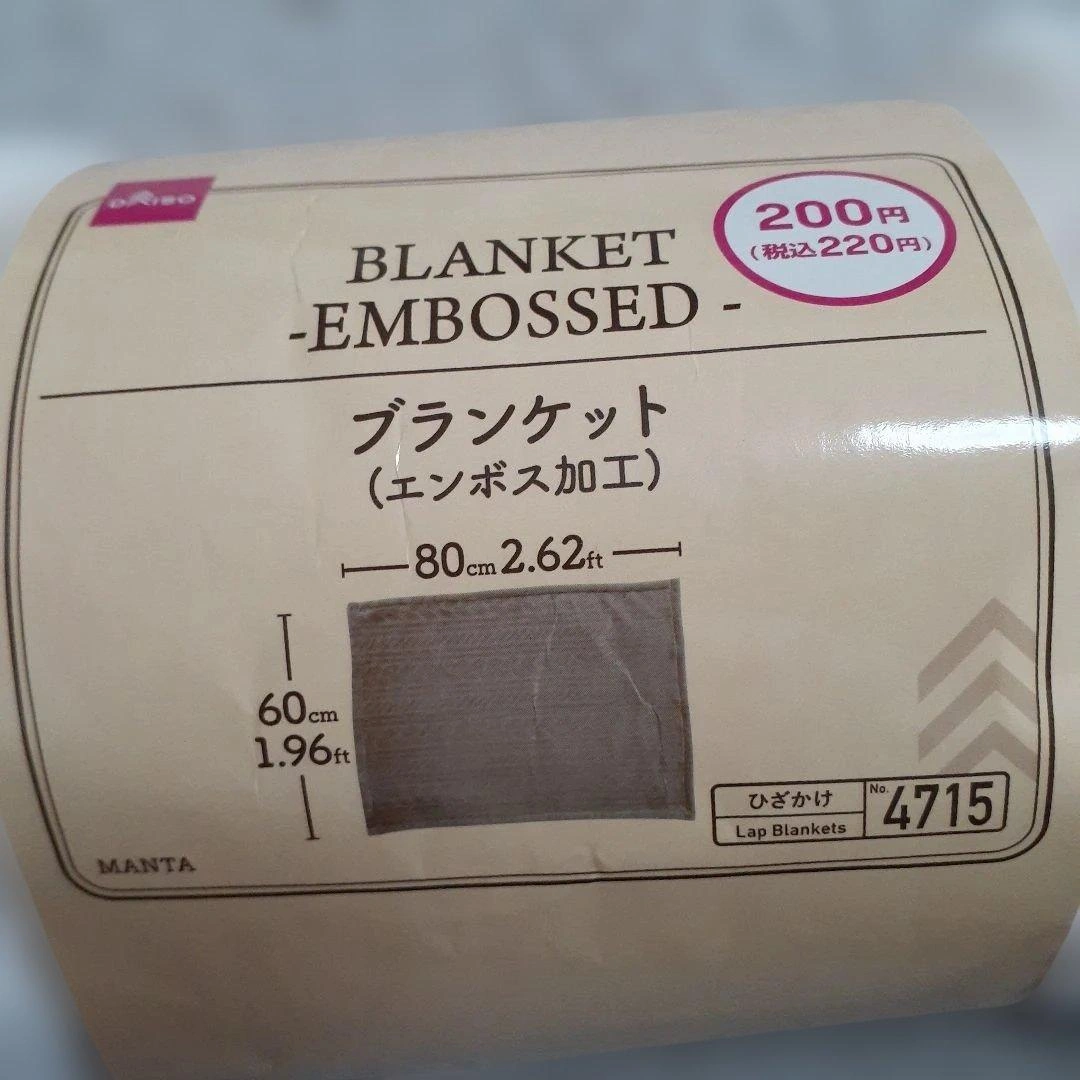 DAISO
200円
(税込220円)
BLANKET
-EMBOSSED -
ブランケット
(エンボス加工)
80cm 2.62ft
60cm
1.96ft
ひざかけ
Lap Blankets
No. 4715
MANTA